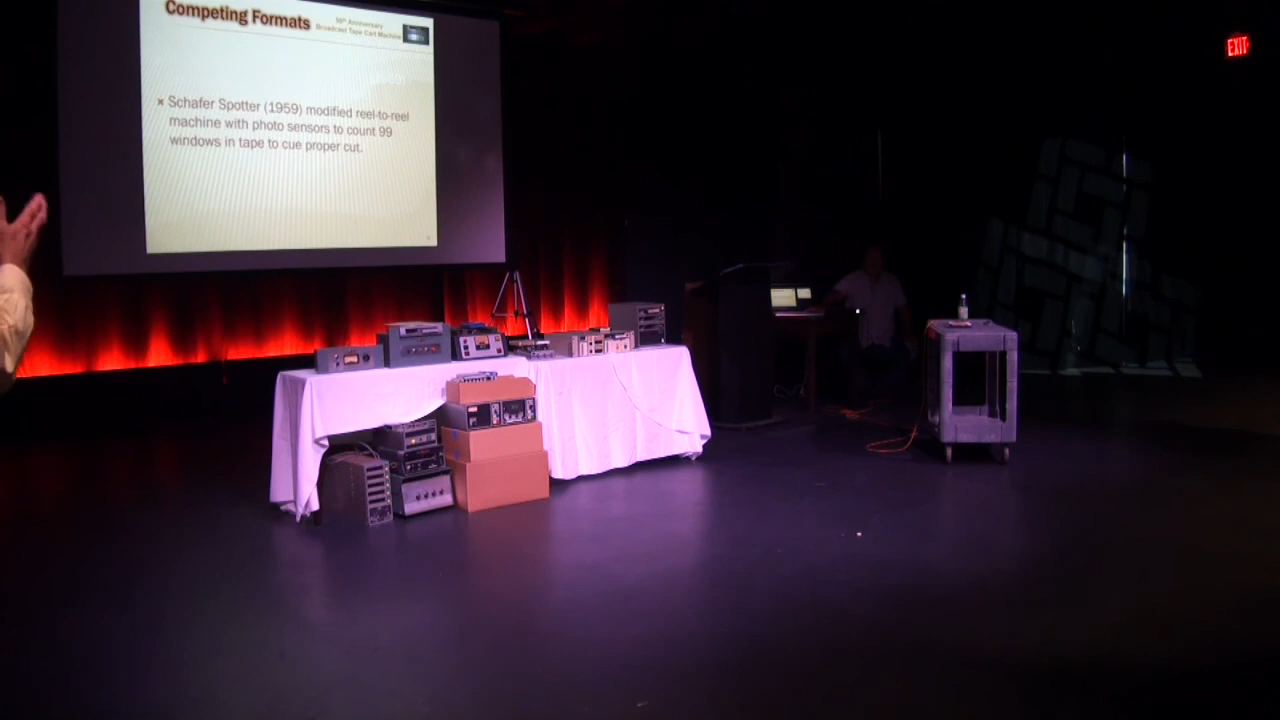 Competing Formats
50th Anniversary
Broadcast Tape Cart Machine
× Schafer Spotter (1959) modified reel-to-reel
machine with photo sensors to count 99
windows in tape to cue proper cut.
EXIT